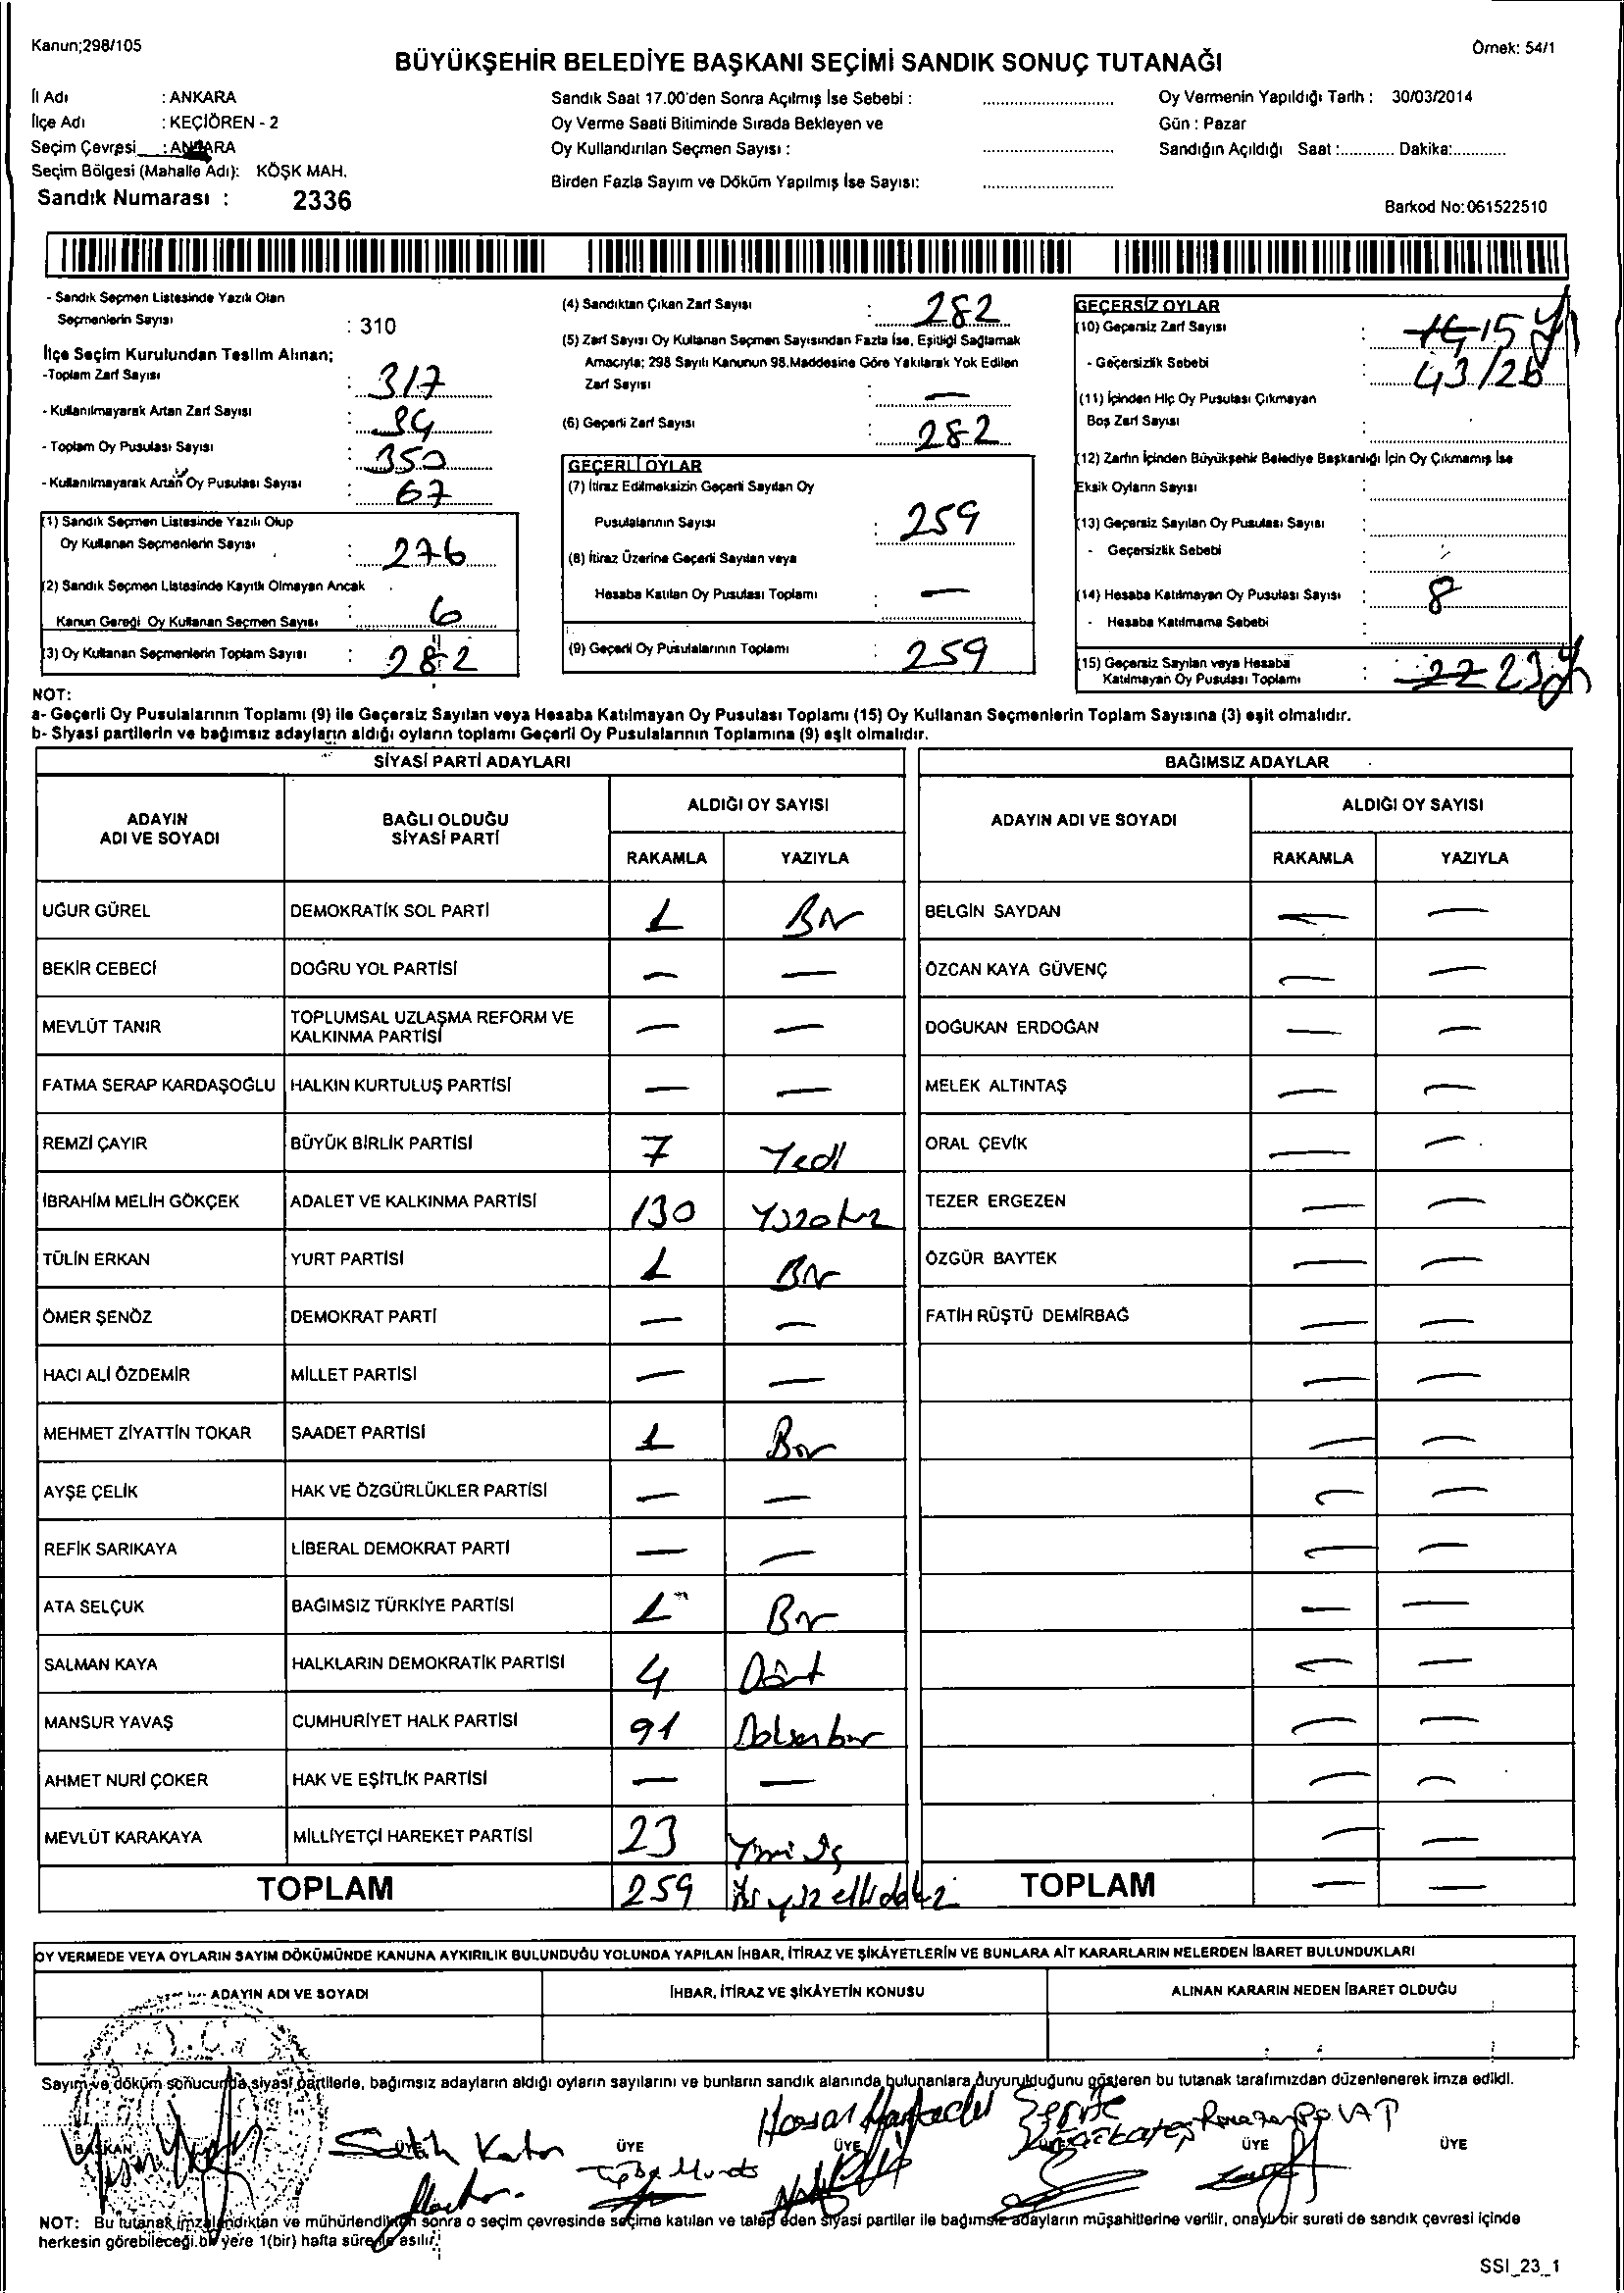 Kanun;298/105
Örnek: 54/1
BÜYÜKŞEHİR BELEDİYE BAŞKANI SEÇİMİ SANDIK SONUÇ TUTANAĞI
İl Adı : ANKARA
İlçe Adı : KEÇİÖREN - 2
Seçim Çevresi : ANKARA
Seçim Bölgesi (Mahalle Adı): KÖŞK MAH.
Sandık Numarası : 2336
Sandık Saat 17.00'den Sonra Açılmış İse Sebebi :
Oy Verme Saati Bitiminde Sırada Bekleyen ve
Oy Kullandırılan Seçmen Sayısı :
Birden Fazla Sayım ve Döküm Yapılmış İse Sayısı:
Oy Vermenin Yapıldığı Tarih : 30/03/2014
Gün : Pazar
Sandığın Açıldığı Saat :............ Dakika:............
Barkod No:061522510
- Sandık Seçmen Listesinde Yazılı Olan
Seçmenlerin Sayısı : 310
İlçe Seçim Kurulundan Teslim Alınan;
-Toplam Zarf Sayısı : 317
- Kullanılmayarak Artan Zarf Sayısı :
- Toplam Oy Pusulası Sayısı : 350
- Kullanılmayarak Artan Oy Pusulası Sayısı : 67
(1) Sandık Seçmen Listesinde Yazılı Olup
Oy Kullanan Seçmenlerin Sayısı : 276
(2) Sandık Seçmen Listesinde Kayıtlı Olmayan Ancak
Kanun Gereği Oy Kullanan Seçmen Sayısı : 6
(3) Oy Kullanan Seçmenlerin Toplam Sayısı : 282
(4) Sandıktan Çıkan Zarf Sayısı : 282
(5) Zarf Sayısı Oy Kullanan Seçmen Sayısından Fazla İse, Eşitliği Sağlamak
Amacıyla; 298 Sayılı Kanunun 98.Maddesine Göre Yakılarak Yok Edilen
Zarf Sayısı : —
(6) Geçerli Zarf Sayısı : 282
GEÇERLİ OYLAR
(7) İtiraz Edilmeksizin Geçerli Sayılan Oy
Pusulalarının Sayısı : 259
(8) İtiraz Üzerine Geçerli Sayılan veya
Hesaba Katılan Oy Pusulası Toplamı : —
(9) Geçerli Oy Pusulalarının Toplamı : 259
GEÇERSİZ OYLAR
(10) Geçersiz Zarf Sayısı : 15
- Geçersizlik Sebebi : 43/26
(11) İçinden Hiç Oy Pusulası Çıkmayan
Boş Zarf Sayısı :
(12) Zarfın İçinden Büyükşehir Belediye Başkanlığı İçin Oy Çıkmamış İse
Eksik Oyların Sayısı :
(13) Geçersiz Sayılan Oy Pusulası Sayısı :
- Geçersizlik Sebebi :
(14) Hesaba Katılmayan Oy Pusulası Sayısı : 8
- Hesaba Katılmama Sebebi :
(15) Geçersiz Sayılan veya Hesaba
Katılmayan Oy Pusulası Toplamı : 22 23
NOT:
a- Geçerli Oy Pusulalarının Toplamı (9) ile Geçersiz Sayılan veya Hesaba Katılmayan Oy Pusulası Toplamı (15) Oy Kullanan Seçmenlerin Toplam Sayısına (3) eşit olmalıdır.
b- Siyasi partilerin ve bağımsız adayların aldığı oyların toplamı Geçerli Oy Pusulalarının Toplamına (9) eşit olmalıdır.
SİYASİ PARTİ ADAYLARI
BAĞIMSIZ ADAYLAR
ADAYIN ADI VE SOYADI
BAĞLI OLDUĞU SİYASİ PARTİ
ALDIĞI OY SAYISI
RAKAMLA YAZIYLA
ADAYIN ADI VE SOYADI
ALDIĞI OY SAYISI
RAKAMLA YAZIYLA
UĞUR GÜREL DEMOKRATİK SOL PARTİ 1 Bir BELGİN SAYDAN — —
BEKİR CEBECİ DOĞRU YOL PARTİSİ — — ÖZCAN KAYA GÜVENÇ — —
MEVLÜT TANIR TOPLUMSAL UZLAŞMA REFORM VE KALKINMA PARTİSİ — — DOĞUKAN ERDOĞAN — —
FATMA SERAP KARDAŞOĞLU HALKIN KURTULUŞ PARTİSİ — — MELEK ALTINTAŞ — —
REMZİ ÇAYIR BÜYÜK BİRLİK PARTİSİ 7 Yedi ORAL ÇEVİK — —
İBRAHİM MELİH GÖKÇEK ADALET VE KALKINMA PARTİSİ 130 Yüzotuz TEZER ERGEZEN — —
TÜLİN ERKAN YURT PARTİSİ 1 Bir ÖZGÜR BAYTEK — —
ÖMER ŞENÖZ DEMOKRAT PARTİ — — FATİH RÜŞTÜ DEMİRBAĞ — —
HACI ALİ ÖZDEMİR MİLLET PARTİSİ — — — —
MEHMET ZİYATTİN TOKAR SAADET PARTİSİ 1 Bir — —
AYŞE ÇELİK HAK VE ÖZGÜRLÜKLER PARTİSİ — — — —
REFİK SARIKAYA LİBERAL DEMOKRAT PARTİ — — — —
ATA SELÇUK BAĞIMSIZ TÜRKİYE PARTİSİ 1 Bir — —
SALMAN KAYA HALKLARIN DEMOKRATİK PARTİSİ 4 Dört — —
MANSUR YAVAŞ CUMHURİYET HALK PARTİSİ 91 Doksanbir — —
AHMET NURİ ÇOKER HAK VE EŞİTLİK PARTİSİ — — — —
MEVLÜT KARAKAYA MİLLİYETÇİ HAREKET PARTİSİ 23 Yirmi üç — —
TOPLAM 259 İki yüz ellidokuz TOPLAM — —
OY VERMEDE VEYA OYLARIN SAYIM DÖKÜMÜNDE KANUNA AYKIRILIK BULUNDUĞU YOLUNDA YAPILAN İHBAR, İTİRAZ VE ŞİKÂYETLERİN VE BUNLARA AİT KARARLARIN NELERDEN İBARET BULUNDUKLARI
ADAYIN ADI VE SOYADI İHBAR, İTİRAZ VE ŞİKÂYETİN KONUSU ALINAN KARARIN NEDEN İBARET OLDUĞU
Sayım ve döküm sonucunda siyasi partilerle, bağımsız adayların aldığı oyların sayılarını ve bunların sandık alanında bulunanlara duyurulduğunu gösteren bu tutanak tarafımızdan düzenlenerek imza edildi.
BAŞKAN ÜYE ÜYE ÜYE ÜYE ÜYE ÜYE
Salih
NOT: Bu tutanak imzalandıktan ve mühürlendikten sonra o seçim çevresinde seçime katılan ve talep eden siyasi partiler ile bağımsız adayların müşahitlerine verilir, onaylı bir sureti de sandık çevresi içinde
herkesin görebileceği bir yere 1(bir) hafta süre ile asılır.
SSI_23_1